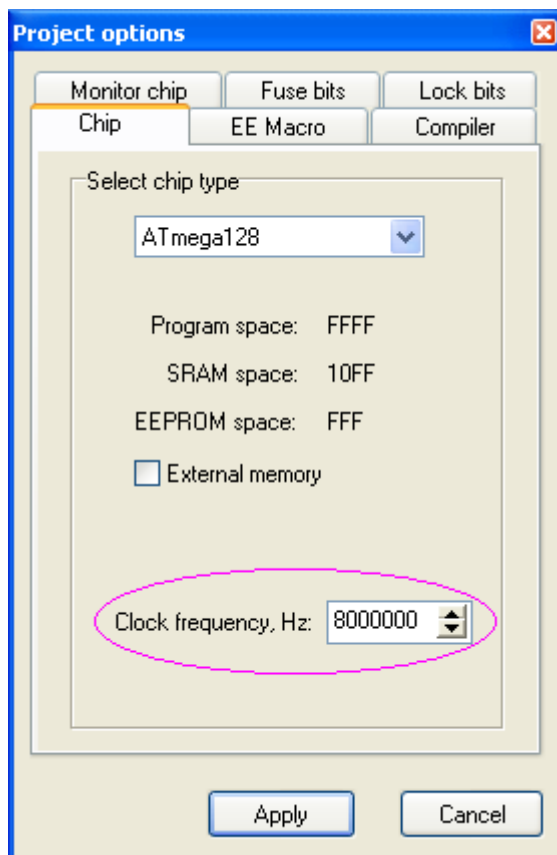 Project options
Monitor chip Fuse bits Lock bits
Chip EE Macro Compiler
Select chip type
ATmega128
Program space: FFFF
SRAM space: 10FF
EEPROM space: FFF
External memory
Clock frequency, Hz: 8000000
Apply Cancel